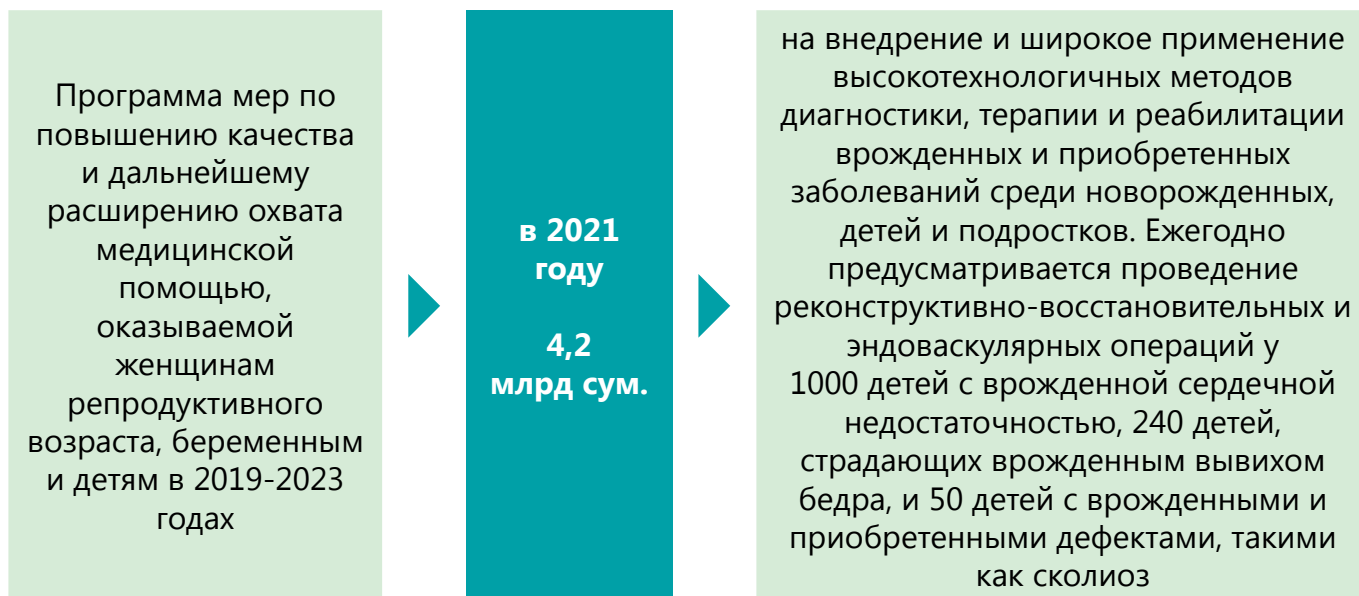 Программа мер по
повышению качества
и дальнейшему
расширению охвата
медицинской
помощью,
оказываемой
женщинам
репродуктивного
возраста, беременным
и детям в 2019-2023
годах
в 2021
году
4,2
млрд сум.
на внедрение и широкое применение
высокотехнологичных методов
диагностики, терапии и реабилитации
врожденных и приобретенных
заболеваний среди новорожденных,
детей и подростков. Ежегодно
предусматривается проведение
реконструктивно-восстановительных и
эндоваскулярных операций у
1000 детей с врожденной сердечной
недостаточностью, 240 детей,
страдающих врожденным вывихом
бедра, и 50 детей с врожденными и
приобретенными дефектами, такими
как сколиоз